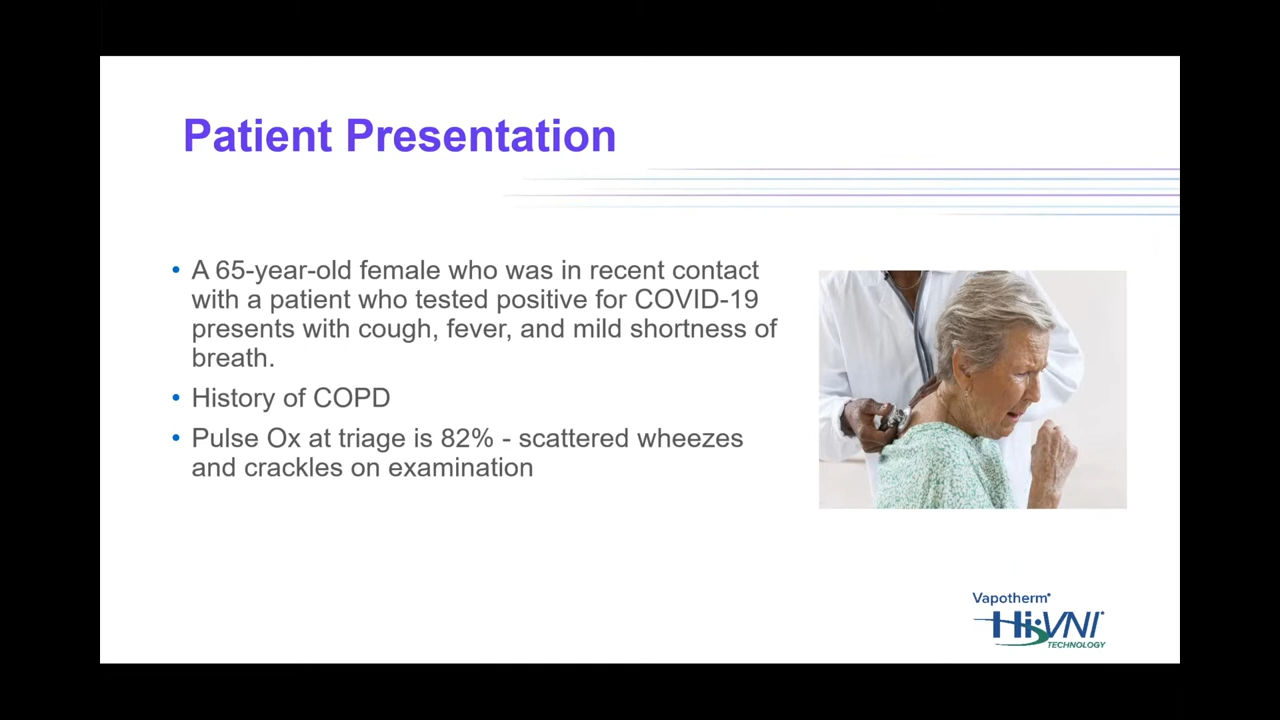 Patient Presentation
• A 65-year-old female who was in recent contact
with a patient who tested positive for COVID-19
presents with cough, fever, and mild shortness of
breath.
• History of COPD
• Pulse Ox at triage is 82% - scattered wheezes
and crackles on examination
Vapotherm®
Hi-VNI®
TECHNOLOGY